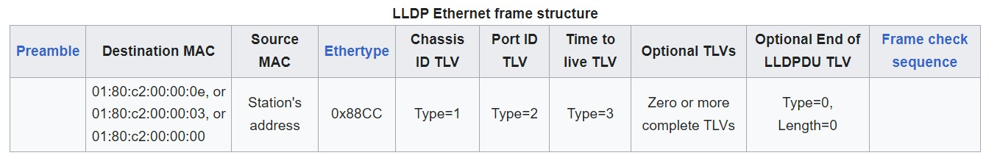 LLDP Ethernet frame structure
Preamble
Destination MAC
Source
MAC
Ethertype
Chassis
ID TLV
Port ID
TLV
Time to
live TLV
Optional TLVs
Optional End of
LLDPDU TLV
Frame check
sequence
01:80:c2:00:00:0e, or
01:80:c2:00:00:03, or
01:80:c2:00:00:00
Station's
address
0x88CC
Type=1
Type=2
Type=3
Zero or more
complete TLVs
Type=0,
Length=0